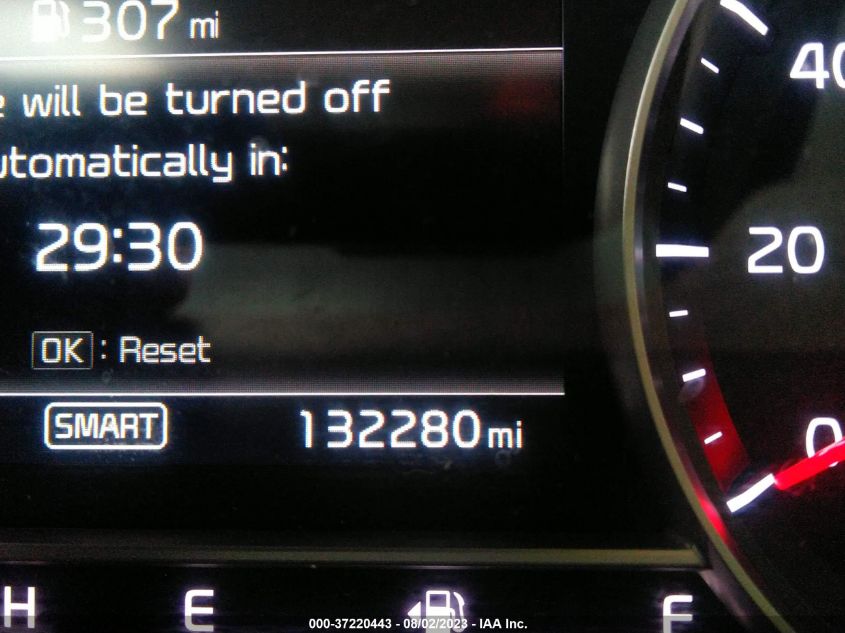 307 mi
will be turned off
automatically in:
29:30
OK : Reset
SMART 132280 mi
40
20
0
H E F
000-37220443 - 08/02/2023 - IAA Inc.